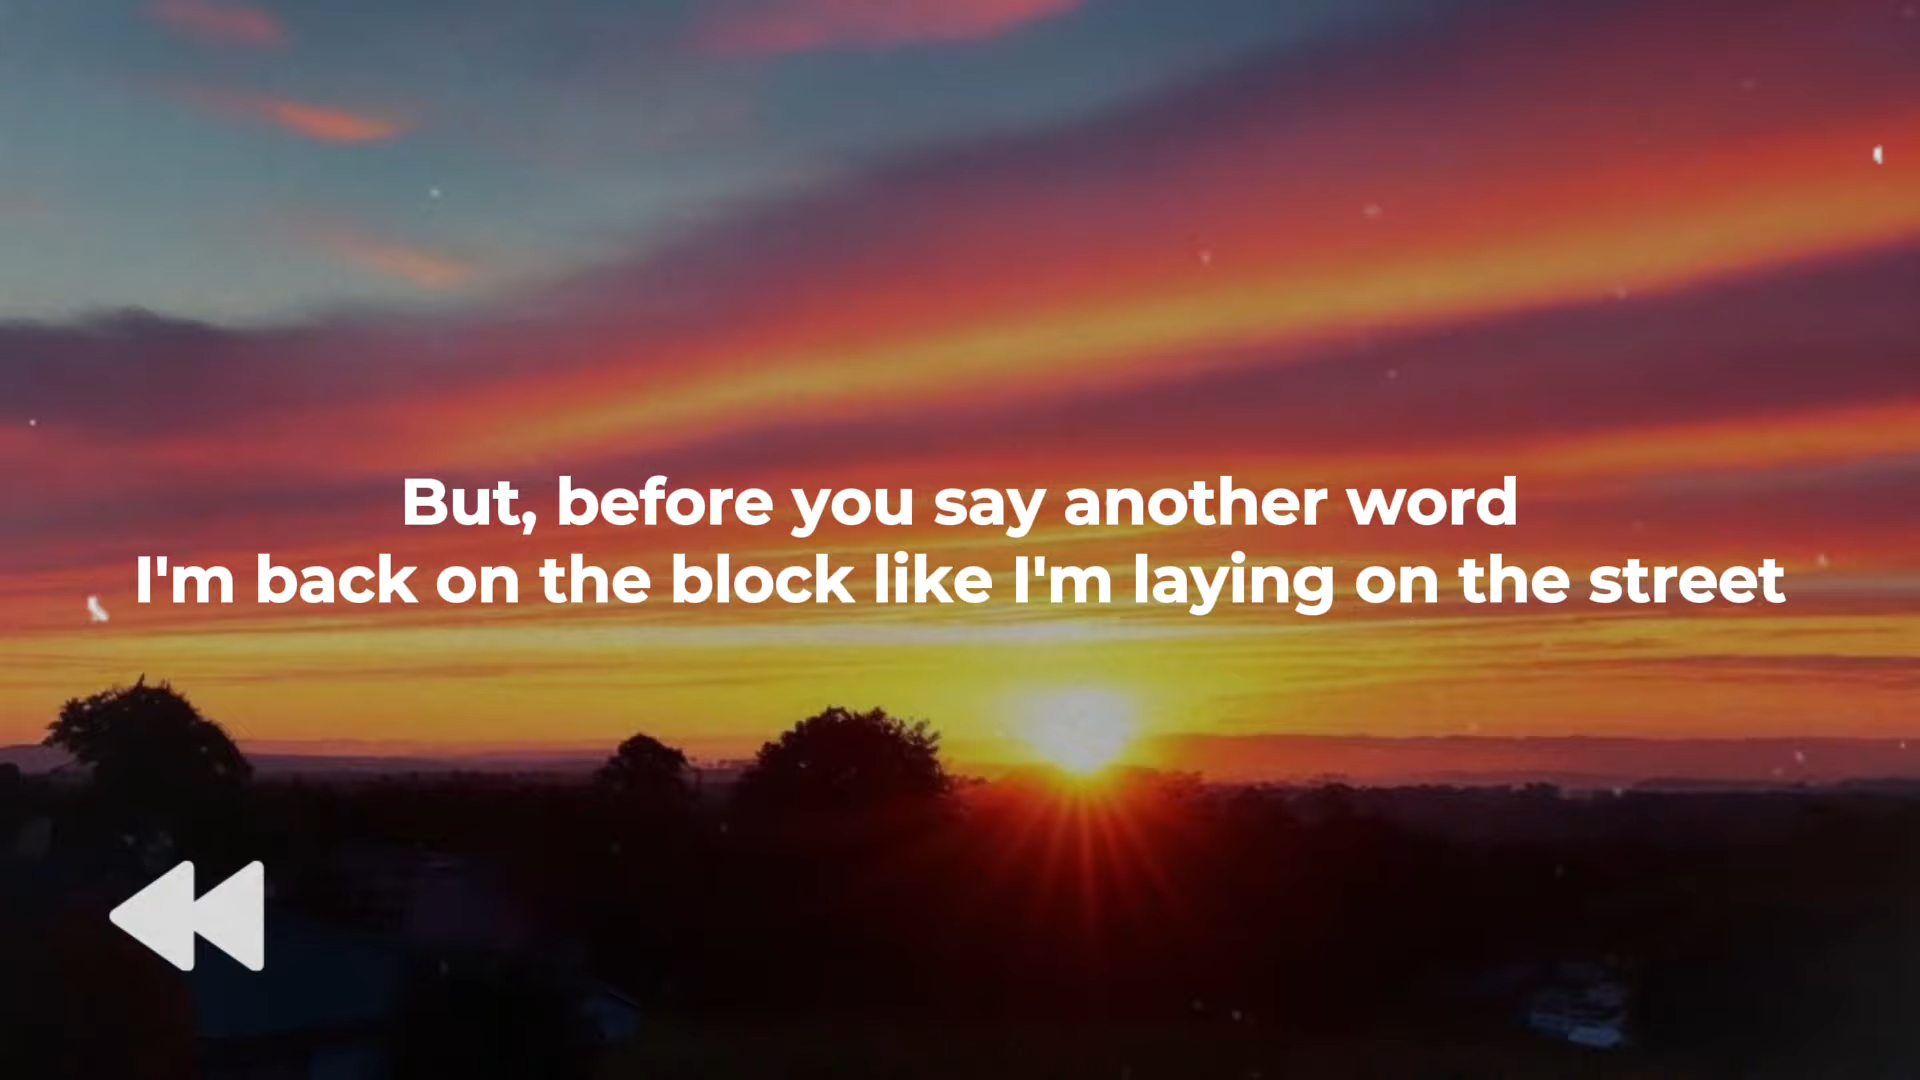 But, before you say another word
I'm back on the block like I'm laying on the street